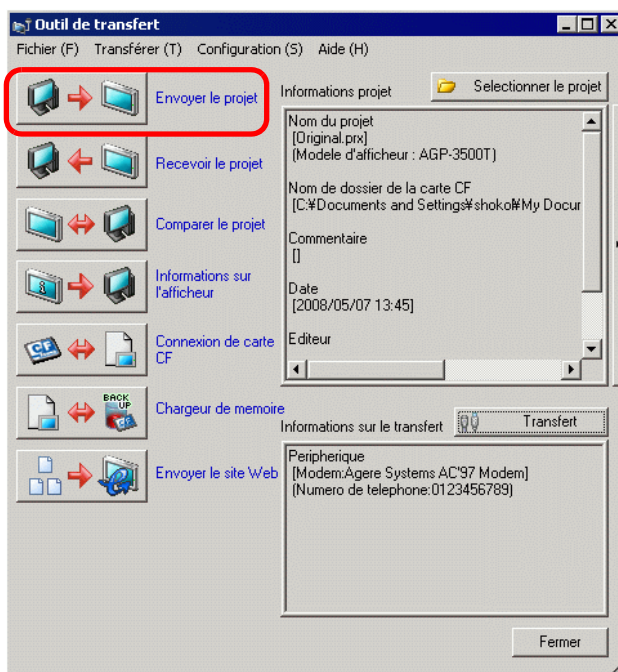 Outil de transfert
Fichier (F) Transférer (T) Configuration (S) Aide (H)
Envoyer le projet
Recevoir le projet
Comparer le projet
Informations sur
l'afficheur
Connexion de carte
CF
BACK
UP
Chargeur de memoire
Envoyer le site Web
Informations projet
Selectionner le projet
Nom du projet
[Original.prx]
(Modele d'afficheur : AGP-3500T)
Nom de dossier de la carte CF
[C:¥Documents and Settings¥shoko¥My Docur
Commentaire
[]
Date
[2008/05/07 13:45]
Editeur
Informations sur le transfert
Transfert
Peripherique
[Modem:Agere Systems AC'97 Modem]
(Numero de telephone:0123456789)
Fermer